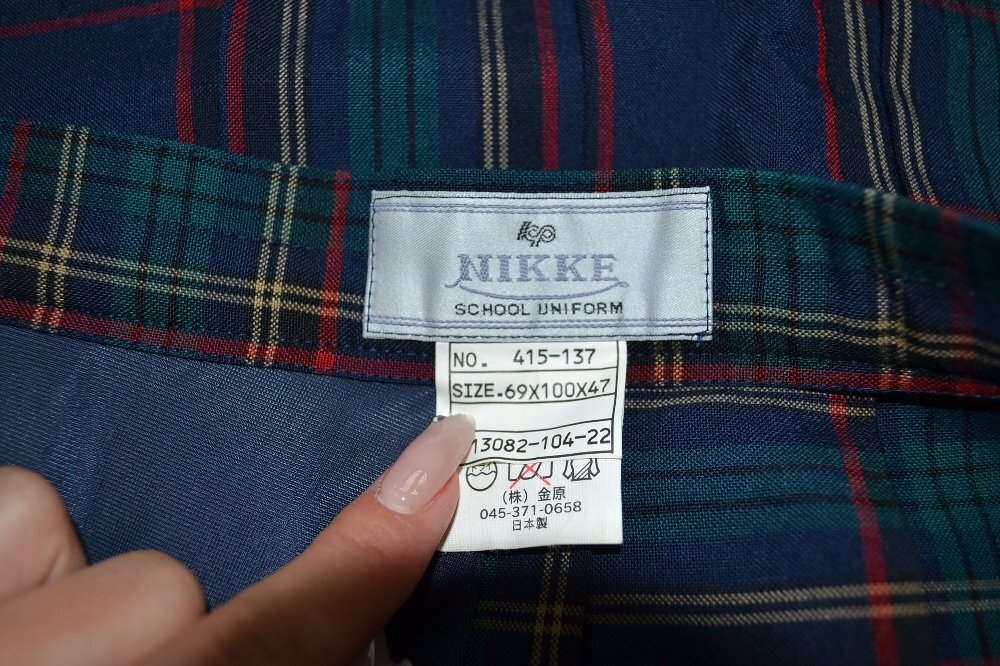 kqp
NIKKE
SCHOOL UNIFORM
NO. 415-137
SIZE.69X100X47
13082-104-22
(株) 金原
045-371-0658
日本製